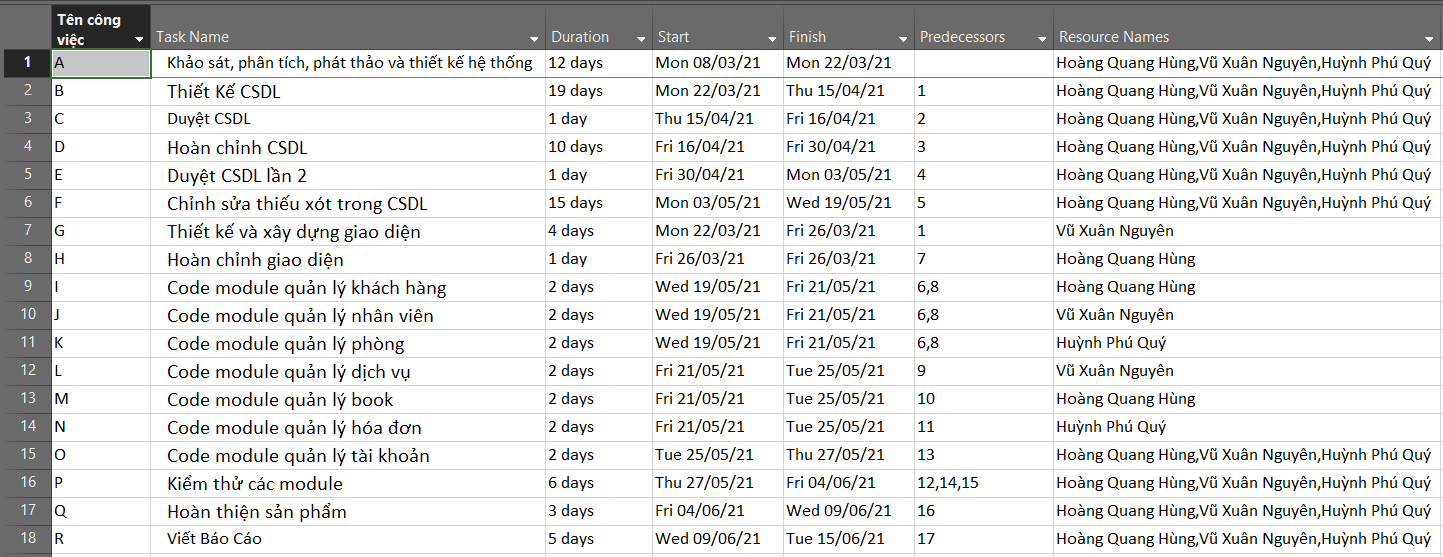 Tên công việc Task Name Duration Start Finish Predecessors Resource Names
1 A Khảo sát, phân tích, phát thảo và thiết kế hệ thống 12 days Mon 08/03/21 Mon 22/03/21 Hoàng Quang Hùng,Vũ Xuân Nguyên,Huỳnh Phú Quý
2 B Thiết Kế CSDL 19 days Mon 22/03/21 Thu 15/04/21 1 Hoàng Quang Hùng,Vũ Xuân Nguyên,Huỳnh Phú Quý
3 C Duyệt CSDL 1 day Thu 15/04/21 Fri 16/04/21 2 Hoàng Quang Hùng,Vũ Xuân Nguyên,Huỳnh Phú Quý
4 D Hoàn chỉnh CSDL 10 days Fri 16/04/21 Fri 30/04/21 3 Hoàng Quang Hùng,Vũ Xuân Nguyên,Huỳnh Phú Quý
5 E Duyệt CSDL lần 2 1 day Fri 30/04/21 Mon 03/05/21 4 Hoàng Quang Hùng,Vũ Xuân Nguyên,Huỳnh Phú Quý
6 F Chỉnh sửa thiếu xót trong CSDL 15 days Mon 03/05/21 Wed 19/05/21 5 Hoàng Quang Hùng,Vũ Xuân Nguyên,Huỳnh Phú Quý
7 G Thiết kế và xây dựng giao diện 4 days Mon 22/03/21 Fri 26/03/21 1 Vũ Xuân Nguyên
8 H Hoàn chỉnh giao diện 1 day Fri 26/03/21 Fri 26/03/21 7 Hoàng Quang Hùng
9 I Code module quản lý khách hàng 2 days Wed 19/05/21 Fri 21/05/21 6,8 Hoàng Quang Hùng
10 J Code module quản lý nhân viên 2 days Wed 19/05/21 Fri 21/05/21 6,8 Vũ Xuân Nguyên
11 K Code module quản lý phòng 2 days Wed 19/05/21 Fri 21/05/21 6,8 Huỳnh Phú Quý
12 L Code module quản lý dịch vụ 2 days Fri 21/05/21 Tue 25/05/21 9 Vũ Xuân Nguyên
13 M Code module quản lý book 2 days Fri 21/05/21 Tue 25/05/21 10 Hoàng Quang Hùng
14 N Code module quản lý hóa đơn 2 days Fri 21/05/21 Tue 25/05/21 11 Huỳnh Phú Quý
15 O Code module quản lý tài khoản 2 days Tue 25/05/21 Thu 27/05/21 13 Hoàng Quang Hùng,Vũ Xuân Nguyên,Huỳnh Phú Quý
16 P Kiểm thử các module 6 days Thu 27/05/21 Fri 04/06/21 12,14,15 Hoàng Quang Hùng,Vũ Xuân Nguyên,Huỳnh Phú Quý
17 Q Hoàn thiện sản phẩm 3 days Fri 04/06/21 Wed 09/06/21 16 Hoàng Quang Hùng,Vũ Xuân Nguyên,Huỳnh Phú Quý
18 R Viết Báo Cáo 5 days Wed 09/06/21 Tue 15/06/21 17 Hoàng Quang Hùng,Vũ Xuân Nguyên,Huỳnh Phú Quý